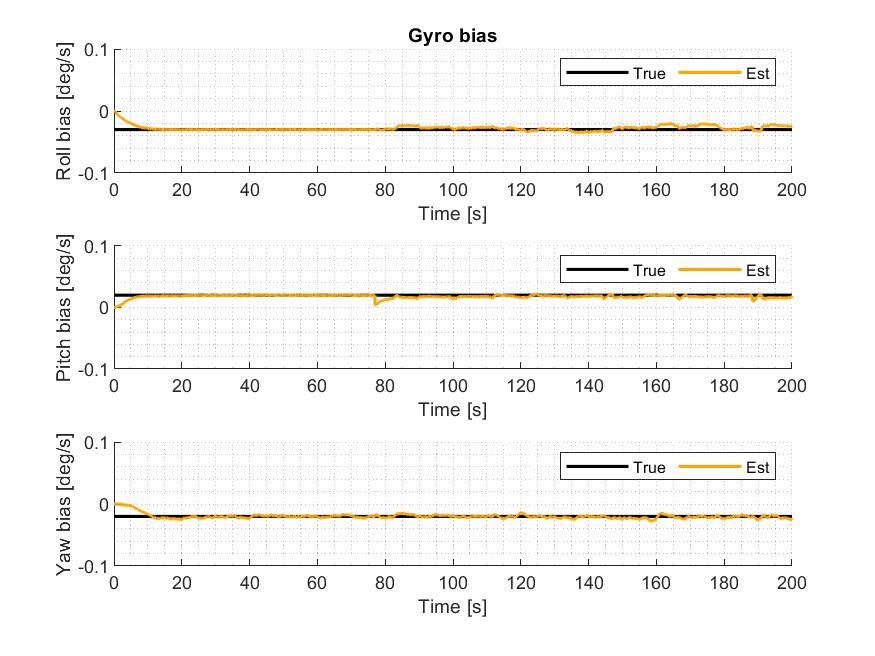 Gyro bias
Roll bias [deg/s]
0.1
0
-0.1
True Est
0 20 40 60 80 100 120 140 160 180 200
Time [s]
Pitch bias [deg/s]
0.1
0
-0.1
True Est
0 20 40 60 80 100 120 140 160 180 200
Time [s]
Yaw bias [deg/s]
0.1
0
-0.1
True Est
0 20 40 60 80 100 120 140 160 180 200
Time [s]